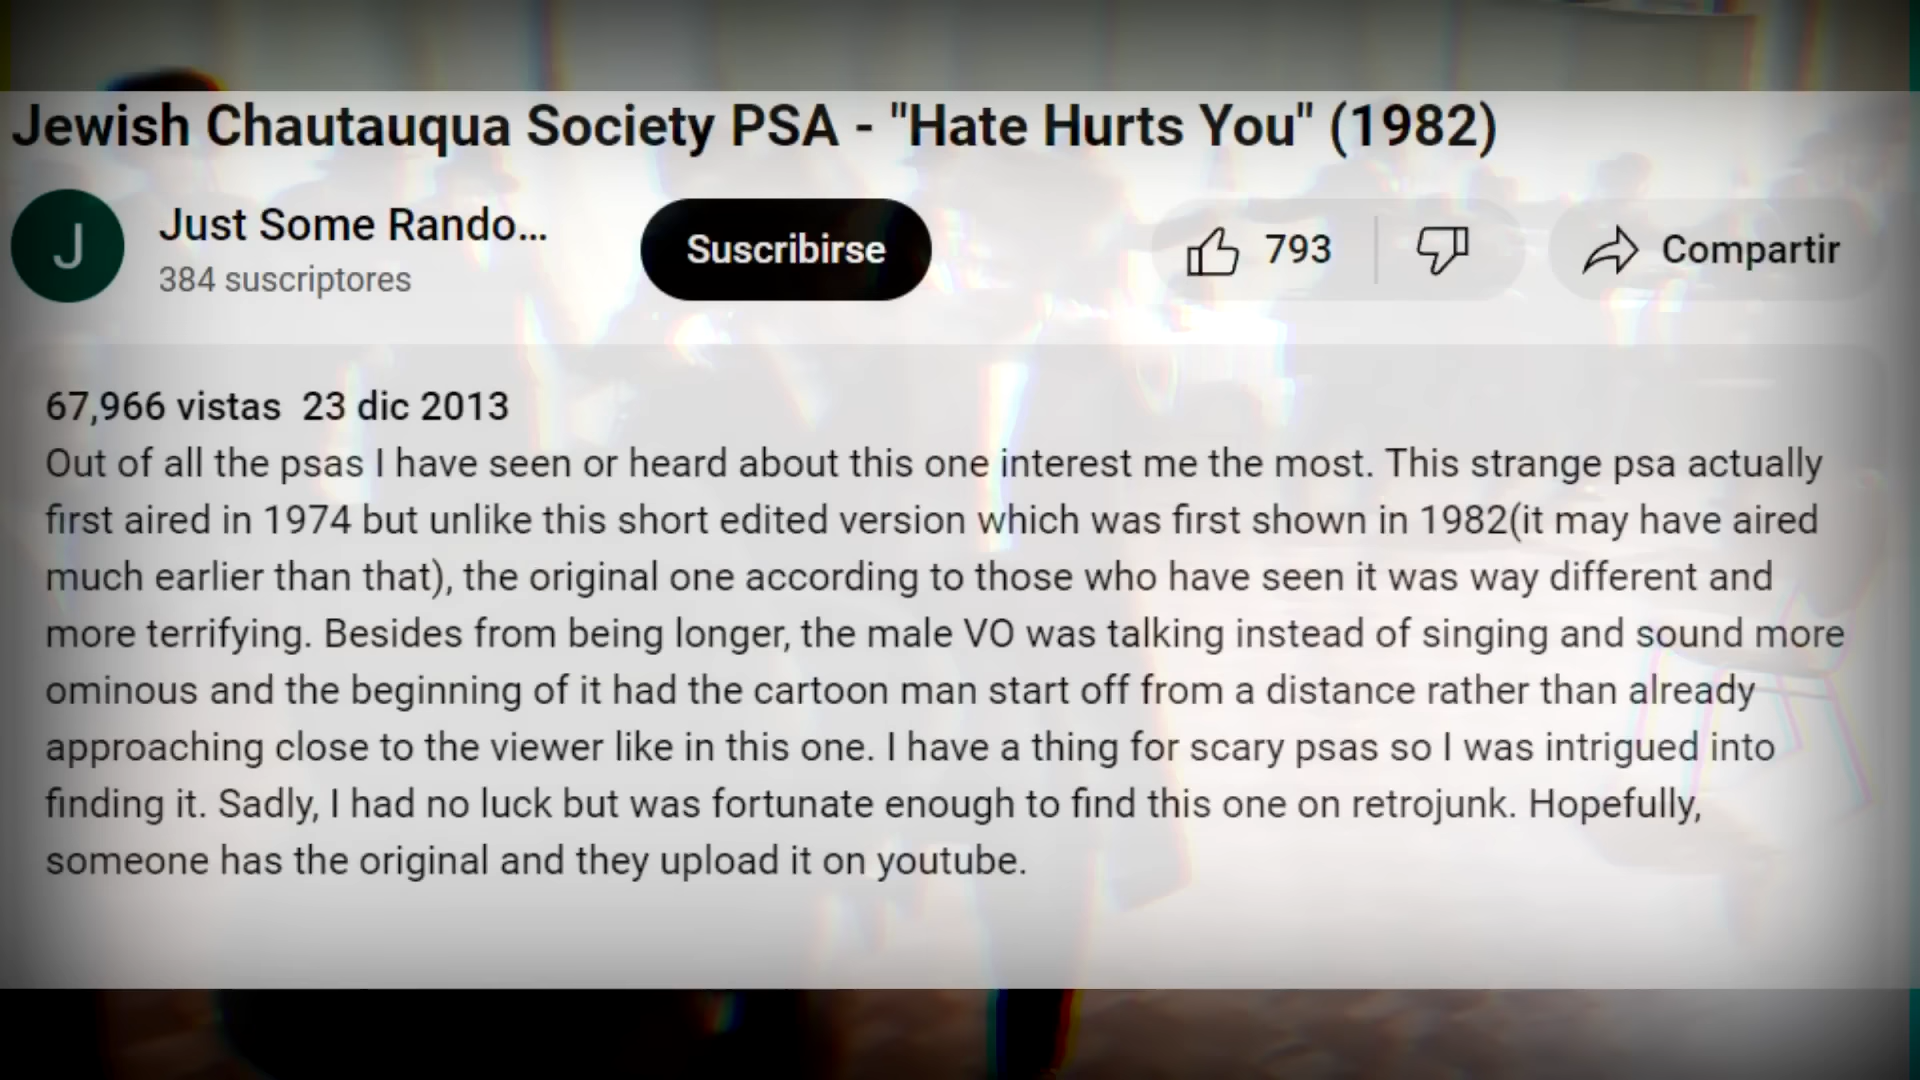 Jewish Chautauqua Society PSA - "Hate Hurts You" (1982)
J
Just Some Rando...
384 suscriptores
Suscribirse
793
Compartir
67,966 vistas 23 dic 2013
Out of all the psas I have seen or heard about this one interest me the most. This strange psa actually
first aired in 1974 but unlike this short edited version which was first shown in 1982(it may have aired
much earlier than that), the original one according to those who have seen it was way different and
more terrifying. Besides from being longer, the male VO was talking instead of singing and sound more
ominous and the beginning of it had the cartoon man start off from a distance rather than already
approaching close to the viewer like in this one. I have a thing for scary psas so I was intrigued into
finding it. Sadly, I had no luck but was fortunate enough to find this one on retrojunk. Hopefully,
someone has the original and they upload it on youtube.